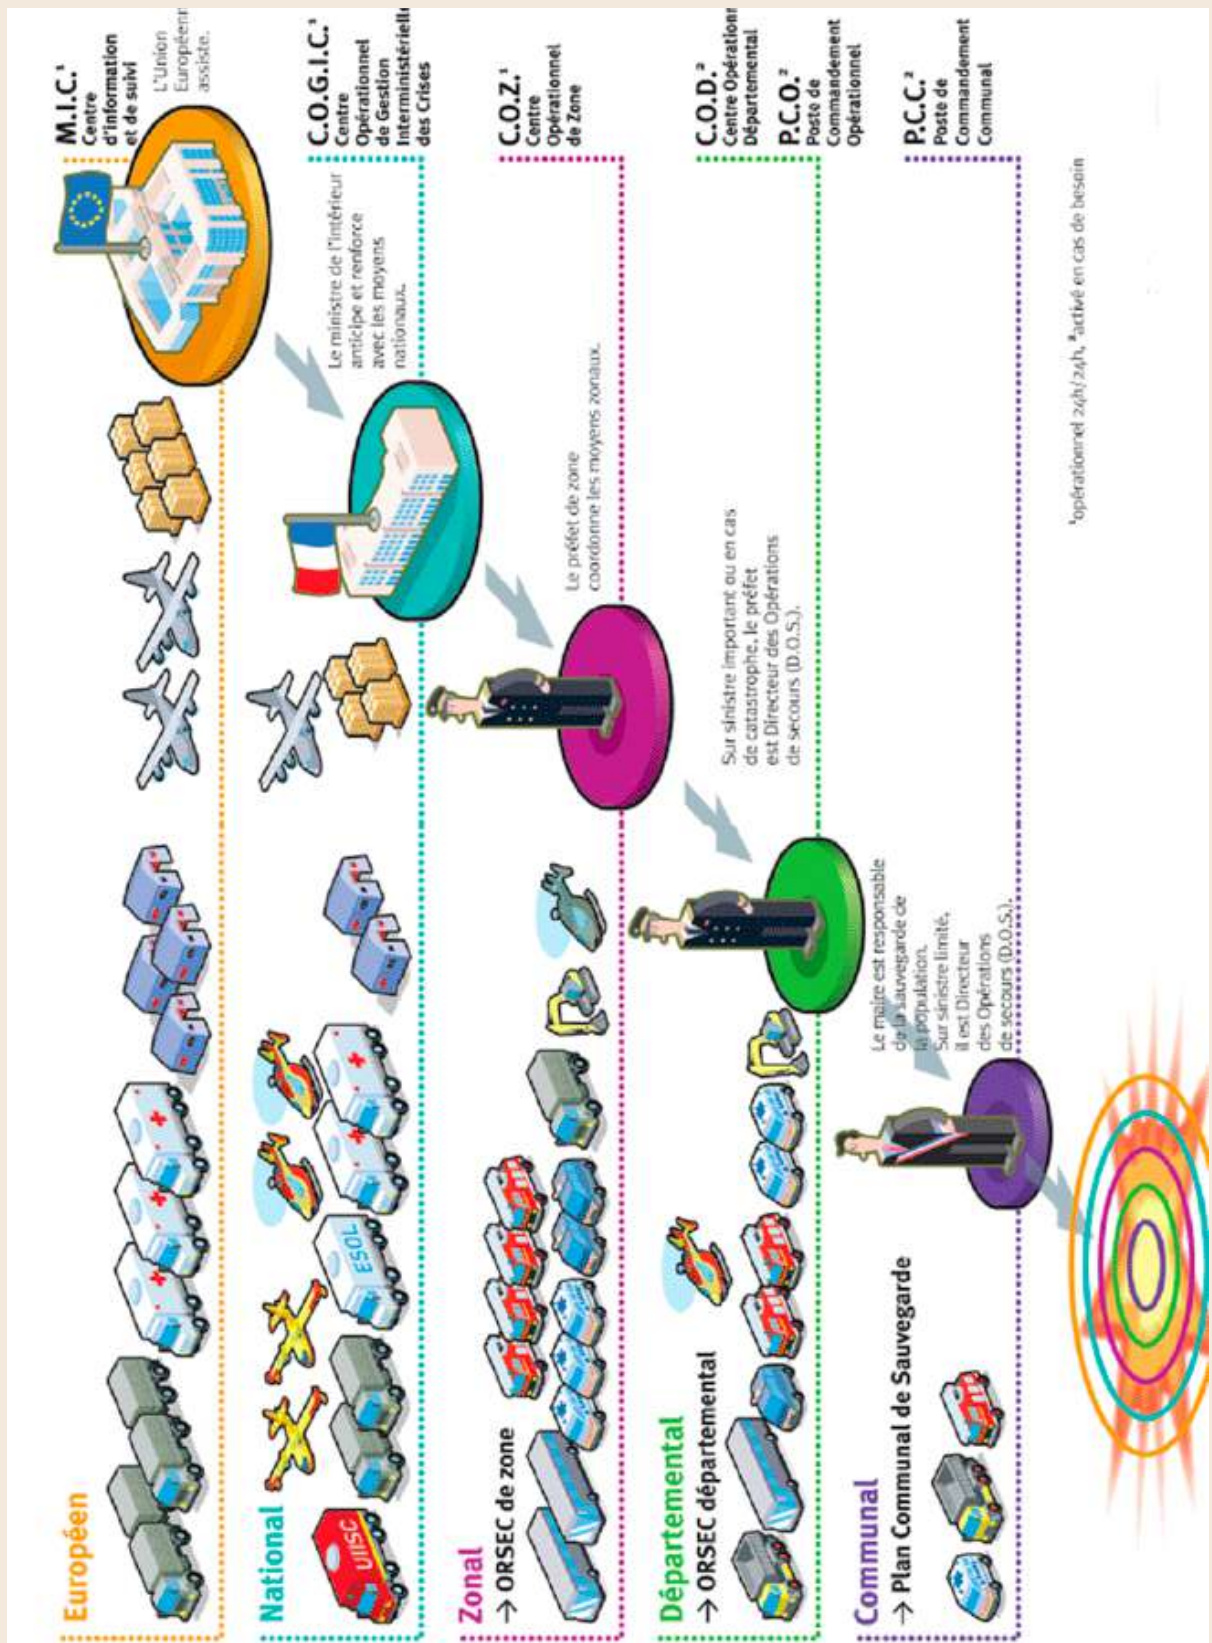 Européen
M.I.C.¹
Centre
d'information
et de suivi
L'Union
assiste.
National
C.O.G.I.C.¹
Centre
Opérationnel
de Gestion
des Crises
Le ministre de l'intérieur
anticipe et renforce
avec les moyens
nationaux.
UIISC
ESOL
Zonal
→ ORSEC de zone
C.O.Z.¹
Centre
Opérationnel
de Zone
Le préfet de zone
coordonne les moyens zonaux.
Départemental
→ ORSEC départemental
C.O.D.²
Centre
Départemental
P.C.O.²
Poste de
Commandement
Opérationnel
Sur sinistre important ou en cas
de catastrophe, le préfet
est Directeur des Opérations
de secours (D.O.S.).
Communal
→ Plan Communal de Sauvegarde
P.C.C.²
Poste de
Commandement
Communal
Le maire est responsable
de la sauvegarde de
la population.
Sur sinistre limité,
il est Directeur
des Opérations
de secours (D.O.S.).
¹opérationnel 24h/24h, ²activé en cas de besoin